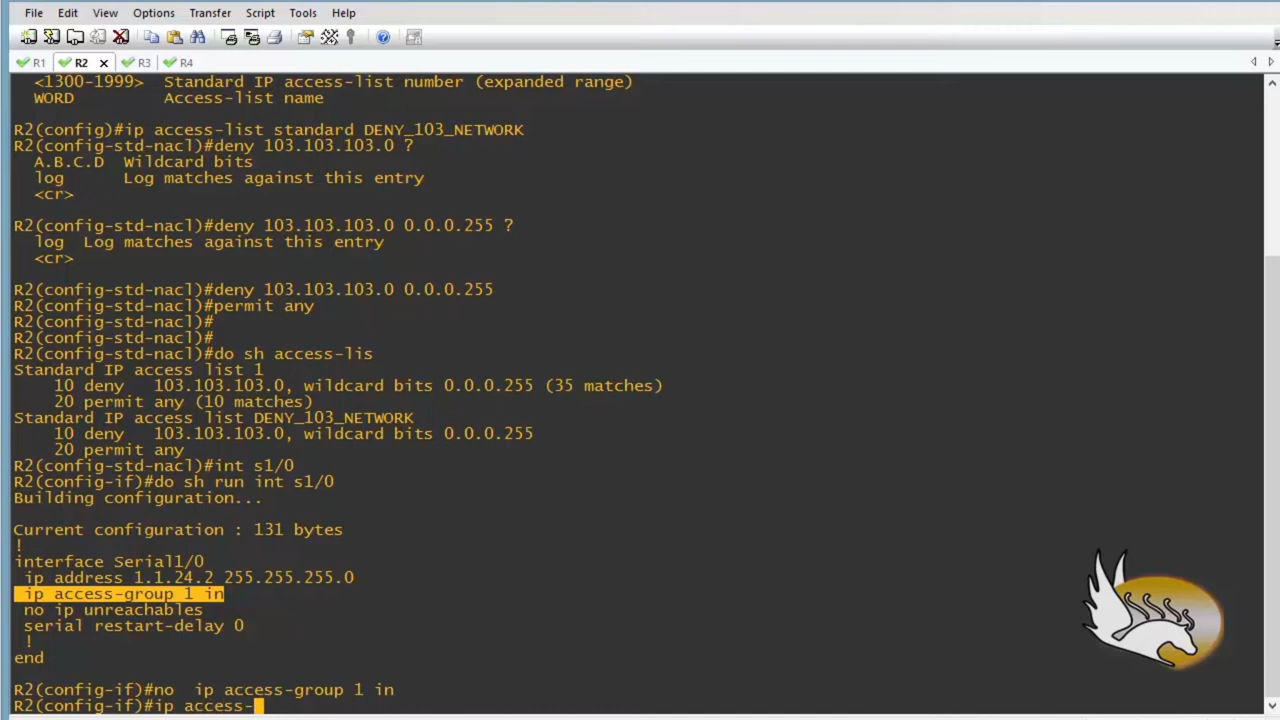 File Edit View Options Transfer Script Tools Help
R1 R2 x R3 R4
<1300-1999> Standard IP access-list number (expanded range)
WORD Access-list name
R2(config)#ip access-list standard DENY_103_NETWORK
R2(config-std-nacl)#deny 103.103.103.0 ?
A.B.C.D Wildcard bits
log Log matches against this entry
<cr>
R2(config-std-nacl)#deny 103.103.103.0 0.0.0.255 ?
log Log matches against this entry
<cr>
R2(config-std-nacl)#deny 103.103.103.0 0.0.0.255
R2(config-std-nacl)#permit any
R2(config-std-nacl)#
R2(config-std-nacl)#
R2(config-std-nacl)#do sh access-lis
Standard IP access list 1
10 deny 103.103.103.0, wildcard bits 0.0.0.255 (35 matches)
20 permit any (10 matches)
Standard IP access list DENY_103_NETWORK
10 deny 103.103.103.0, wildcard bits 0.0.0.255
20 permit any
R2(config-std-nacl)#int s1/0
R2(config-if)#do sh run int s1/0
Building configuration...
Current configuration : 131 bytes
!
interface Serial1/0
ip address 1.1.24.2 255.255.255.0
ip access-group 1 in
no ip unreachables
serial restart-delay 0
!
end
R2(config-if)#no  ip access-group 1 in
R2(config-if)#ip access-